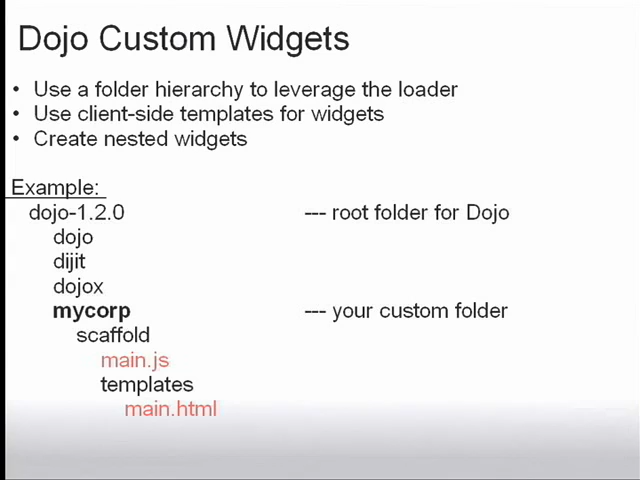 Dojo Custom Widgets
• Use a folder hierarchy to leverage the loader
• Use client-side templates for widgets
• Create nested widgets
Example:
dojo-1.2.0 --- root folder for Dojo
dojo
dijit
dojox
mycorp --- your custom folder
scaffold
main.js
templates
main.html